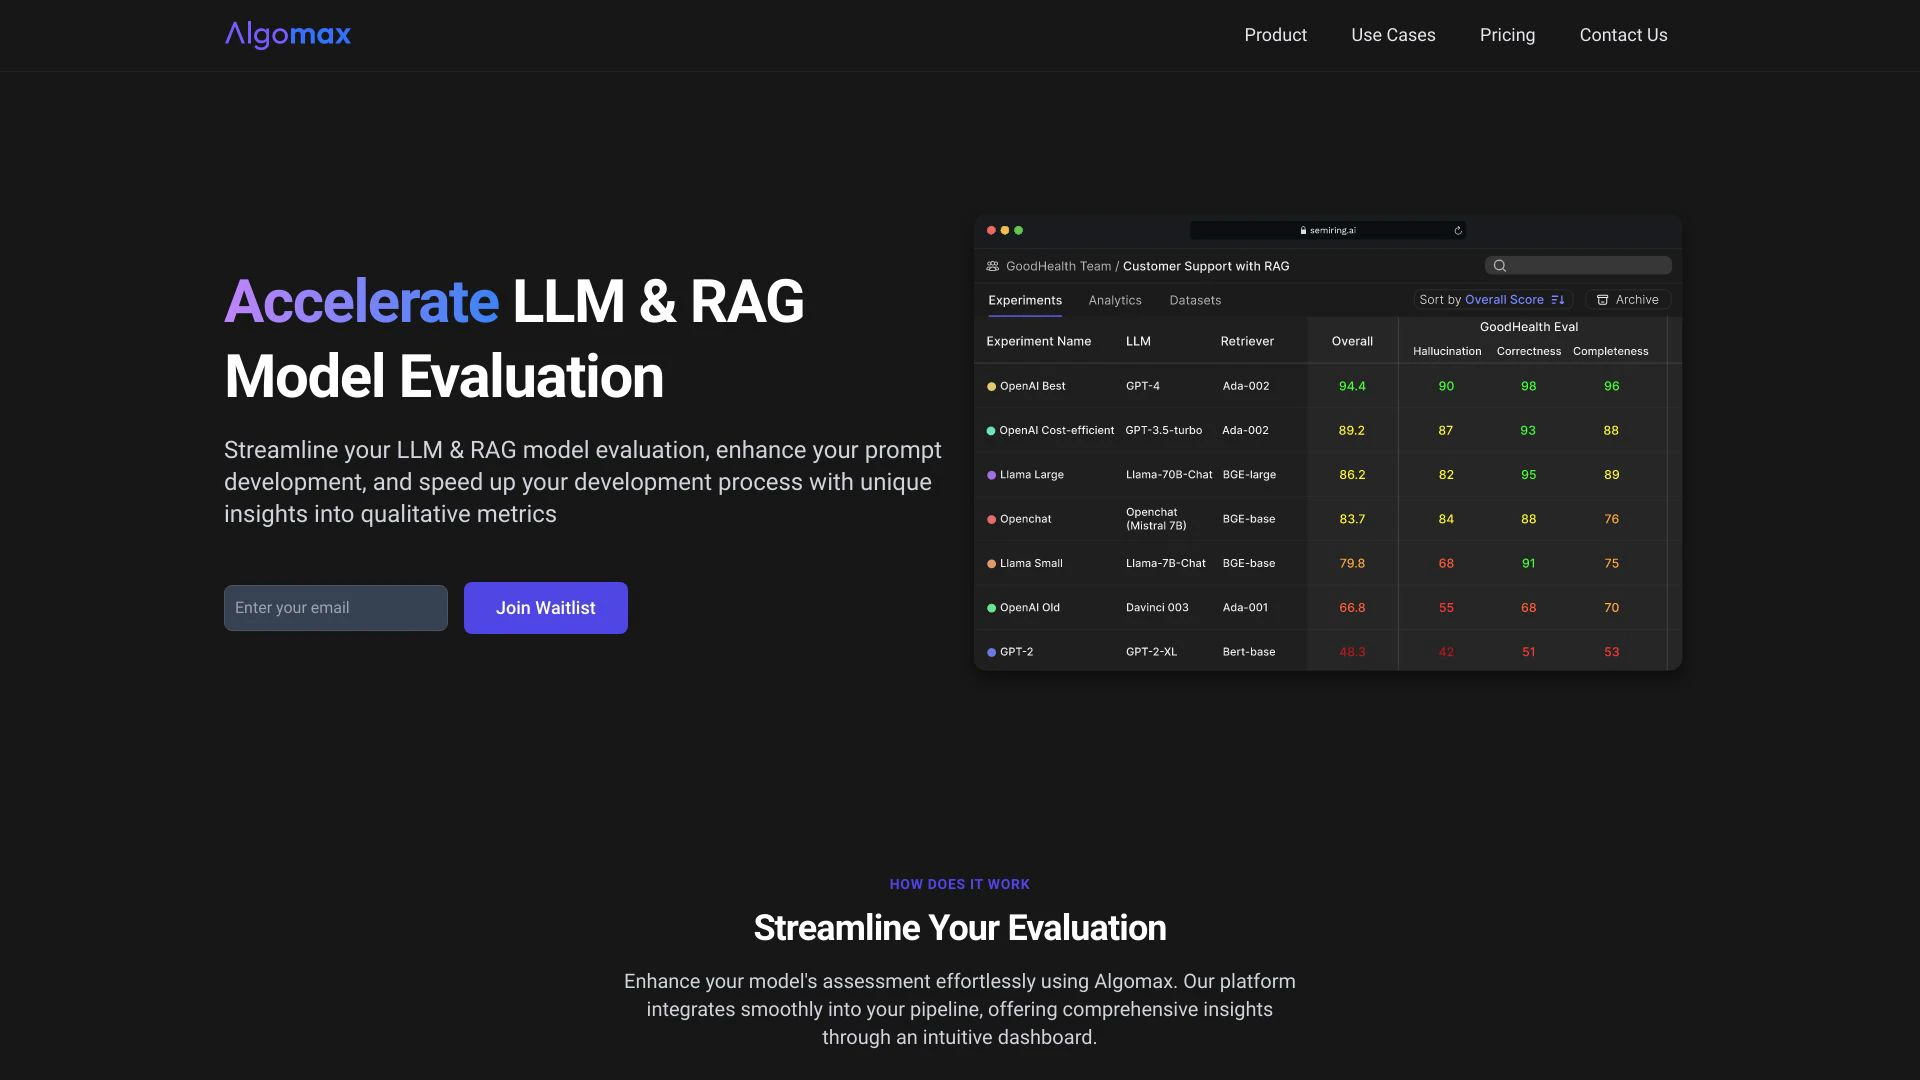 Algomax
Product Use Cases Pricing Contact Us
Accelerate LLM & RAG
Model Evaluation
Streamline your LLM & RAG model evaluation, enhance your prompt
development, and speed up your development process with unique
insights into qualitative metrics
Enter your email
Join Waitlist
semiring.ai
GoodHealth Team / Customer Support with RAG
Experiments Analytics Datasets Sort by Overall Score Archive
GoodHealth Eval
Experiment Name LLM Retriever Overall
Hallucination Correctness Completeness
OpenAI Best GPT-4 Ada-002 94.4 90 98 96
OpenAI Cost-efficient GPT-3.5-turbo Ada-002 89.2 87 93 88
Llama Large Llama-70B-Chat BGE-large 86.2 82 95 89
Openchat Openchat
(Mistral 7B) BGE-base 83.7 84 88 76
Llama Small Llama-7B-Chat BGE-base 79.8 68 91 75
OpenAI Old Davinci 003 Ada-001 66.8 55 68 70
GPT-2 GPT-2-XL Bert-base 48.3 42 51 53
HOW DOES IT WORK
Streamline Your Evaluation
Enhance your model's assessment effortlessly using Algomax. Our platform
integrates smoothly into your pipeline, offering comprehensive insights
through an intuitive dashboard.